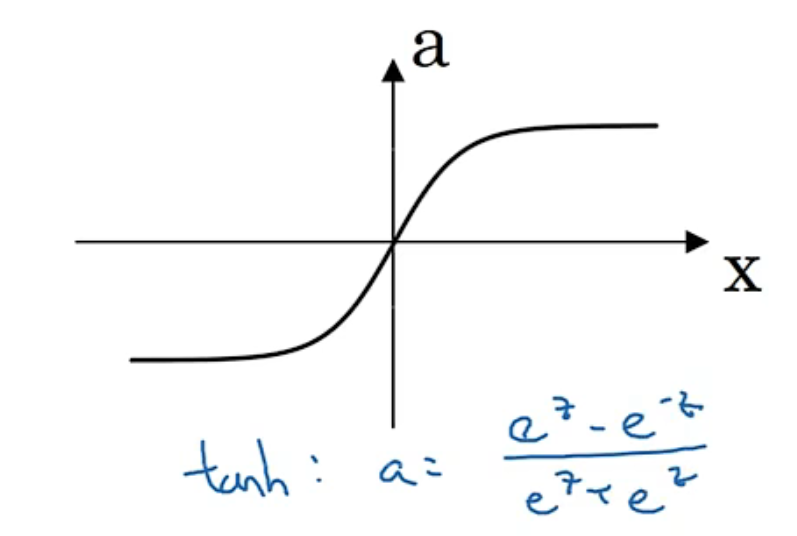 a
x
tanh: a = (e^z - e^-z) / (e^z + e^z)